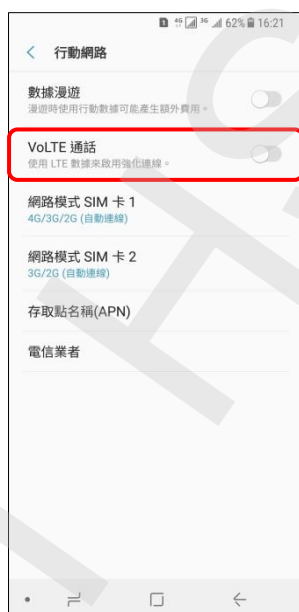 1 4G 3G 62% 16:21
行動網路
數據漫遊
漫遊時使用行動數據可能產生額外費用。
VoLTE 通話
使用 LTE 數據來啟用強化連線。
網路模式 SIM 卡 1
4G/3G/2G (自動連線)
網路模式 SIM 卡 2
3G/2G (自動連線)
存取點名稱(APN)
電信業者